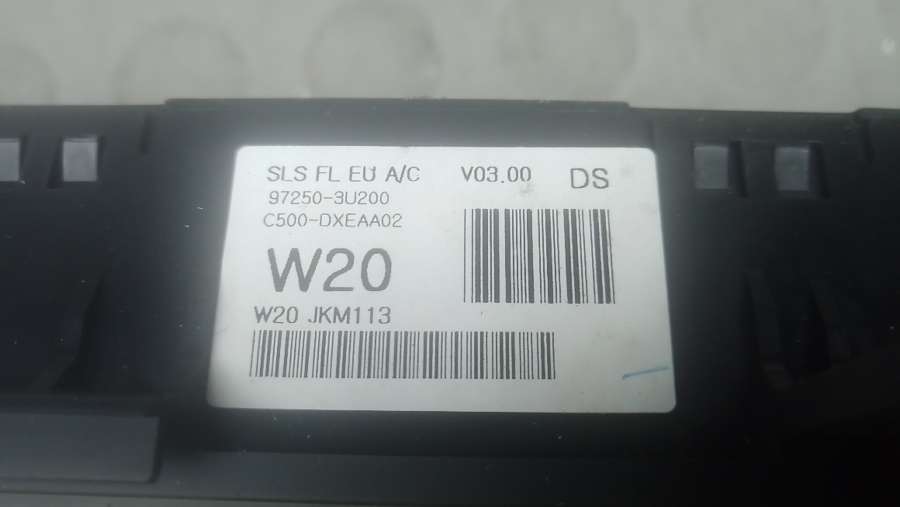 SLS FL EU A/C V03.00 DS
97250-3U200
C500-DXEAA02
W20
W20 JKM113